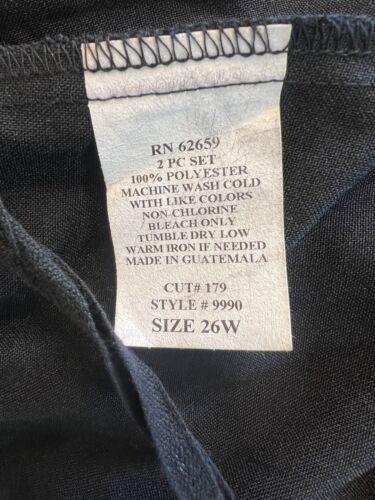 RN 62659
2 PC SET
100% POLYESTER
MACHINE WASH COLD
WITH LIKE COLORS
NON-CHLORINE
BLEACH ONLY
TUMBLE DRY LOW
WARM IRON IF NEEDED
MADE IN GUATEMALA
CUT# 179
STYLE # 9990
SIZE 26W